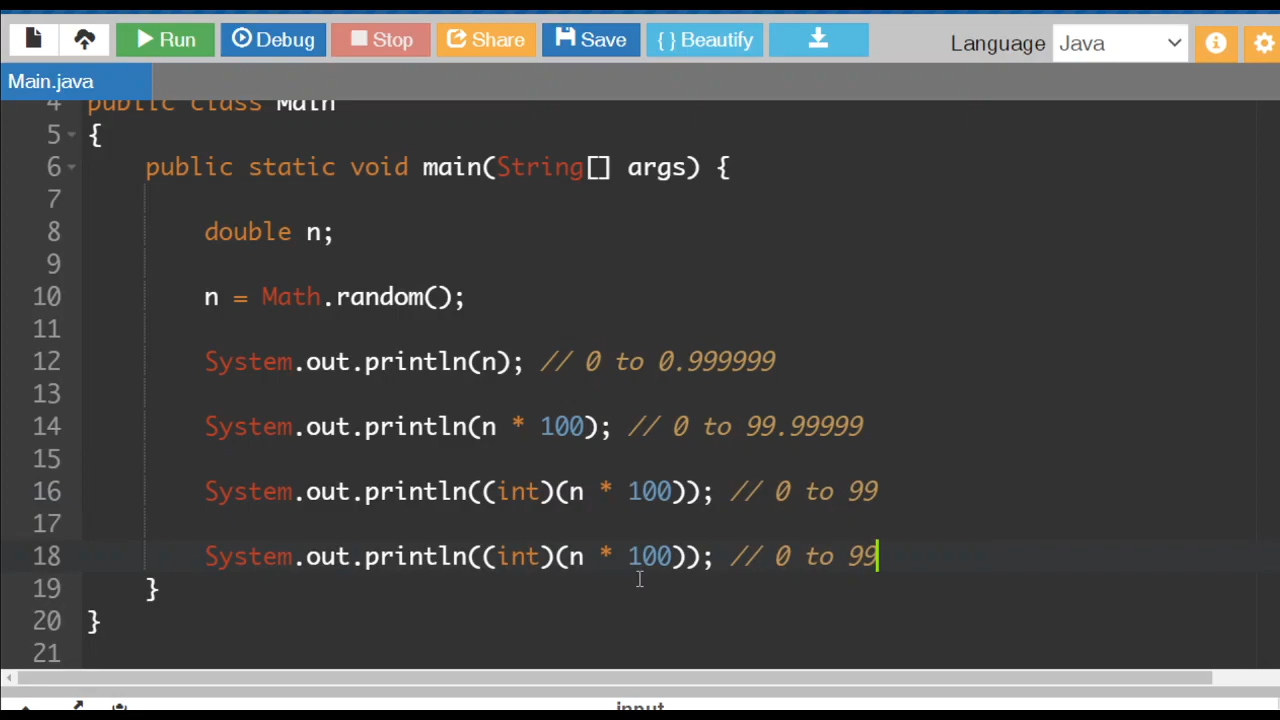 Run Debug Stop Share Save { } Beautify Language Java
Main.java
4 public class Main
5 {
6 public static void main(String[] args) {
7
8 double n;
9
10 n = Math.random();
11
12 System.out.println(n); // 0 to 0.999999
13
14 System.out.println(n * 100); // 0 to 99.99999
15
16 System.out.println((int)(n * 100)); // 0 to 99
17
18 System.out.println((int)(n * 100)); // 0 to 99
19 }
20 }
21
input